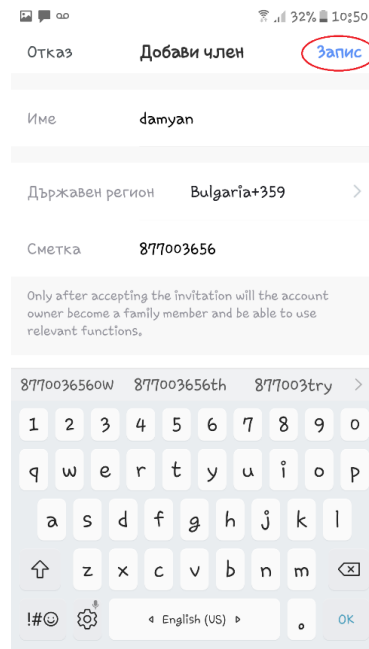 32% 10:50
Отказ Добави член Запис
Име damyan
Държавен регион Bulgaria+359
Сметка 877003656
Only after accepting the invitation will the account
owner become a family member and be able to use
relevant functions.
8770036560W 877003656th 877003try
1 2 3 4 5 6 7 8 9 0
q w e r t y u i o p
a s d f g h j k l
z x c v b n m
!#☺ English (US) . OK